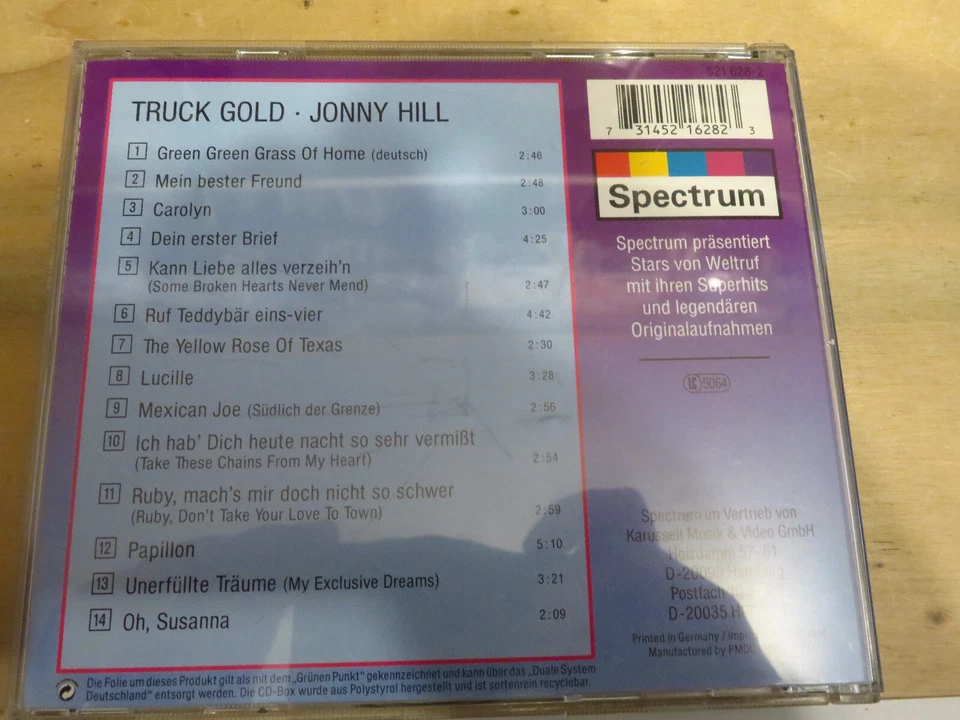 TRUCK GOLD · JONNY HILL
1 Green Green Grass Of Home (deutsch) 2:46
2 Mein bester Freund 2:48
3 Carolyn 3:00
4 Dein erster Brief 4:25
5 Kann Liebe alles verzeih'n
(Some Broken Hearts Never Mend) 2:47
6 Ruf Teddybär eins-vier 4:42
7 The Yellow Rose Of Texas 2:30
8 Lucille 3:28
9 Mexican Joe (Südlich der Grenze) 2:56
10 Ich hab' Dich heute nacht so sehr vermißt
(Take These Chains From My Heart) 2:54
11 Ruby, mach's mir doch nicht so schwer
(Ruby, Don't Take Your Love To Town) 2:59
12 Papillon 5:10
13 Unerfüllte Träume (My Exclusive Dreams) 3:21
14 Oh, Susanna 2:09
Die Folie um dieses Produkt gilt als mit dem „Grünen Punkt" gekennzeichnet und kann über das „Duale System
Deutschland" entsorgt werden. Die CD-Box wurde aus Polystyrol hergestellt und ist sortenrein recyclebar.
521 628-2
7 31452 16282 3
Spectrum
Spectrum präsentiert
Stars von Weltruf
mit ihren Superhits
und legendären
Originalaufnahmen
LC 5064
Spectrum im Vertrieb von
Karussell Musik & Video GmbH
Holzdamm 57-61
Postfach
D-20035
Printed in Germany
Manufactured by